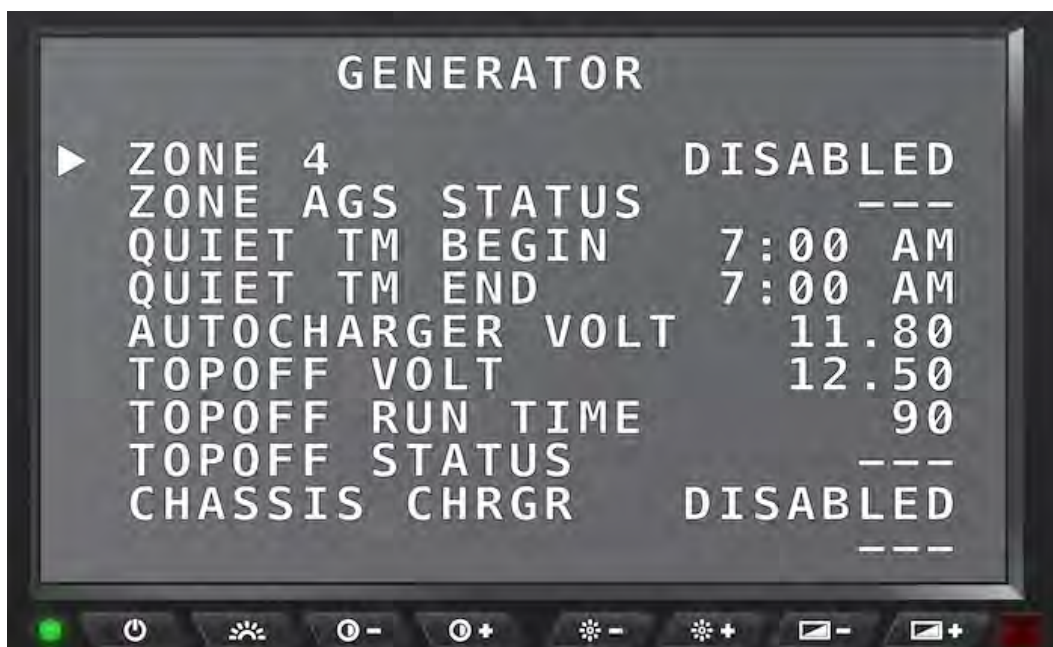 GENERATOR
ZONE 4 DISABLED
ZONE AGS STATUS ---
QUIET TM BEGIN 7:00 AM
QUIET TM END 7:00 AM
AUTOCHARGER VOLT 11.80
TOPOFF VOLT 12.50
TOPOFF RUN TIME 90
TOPOFF STATUS ---
CHASSIS CHRGR DISABLED
---